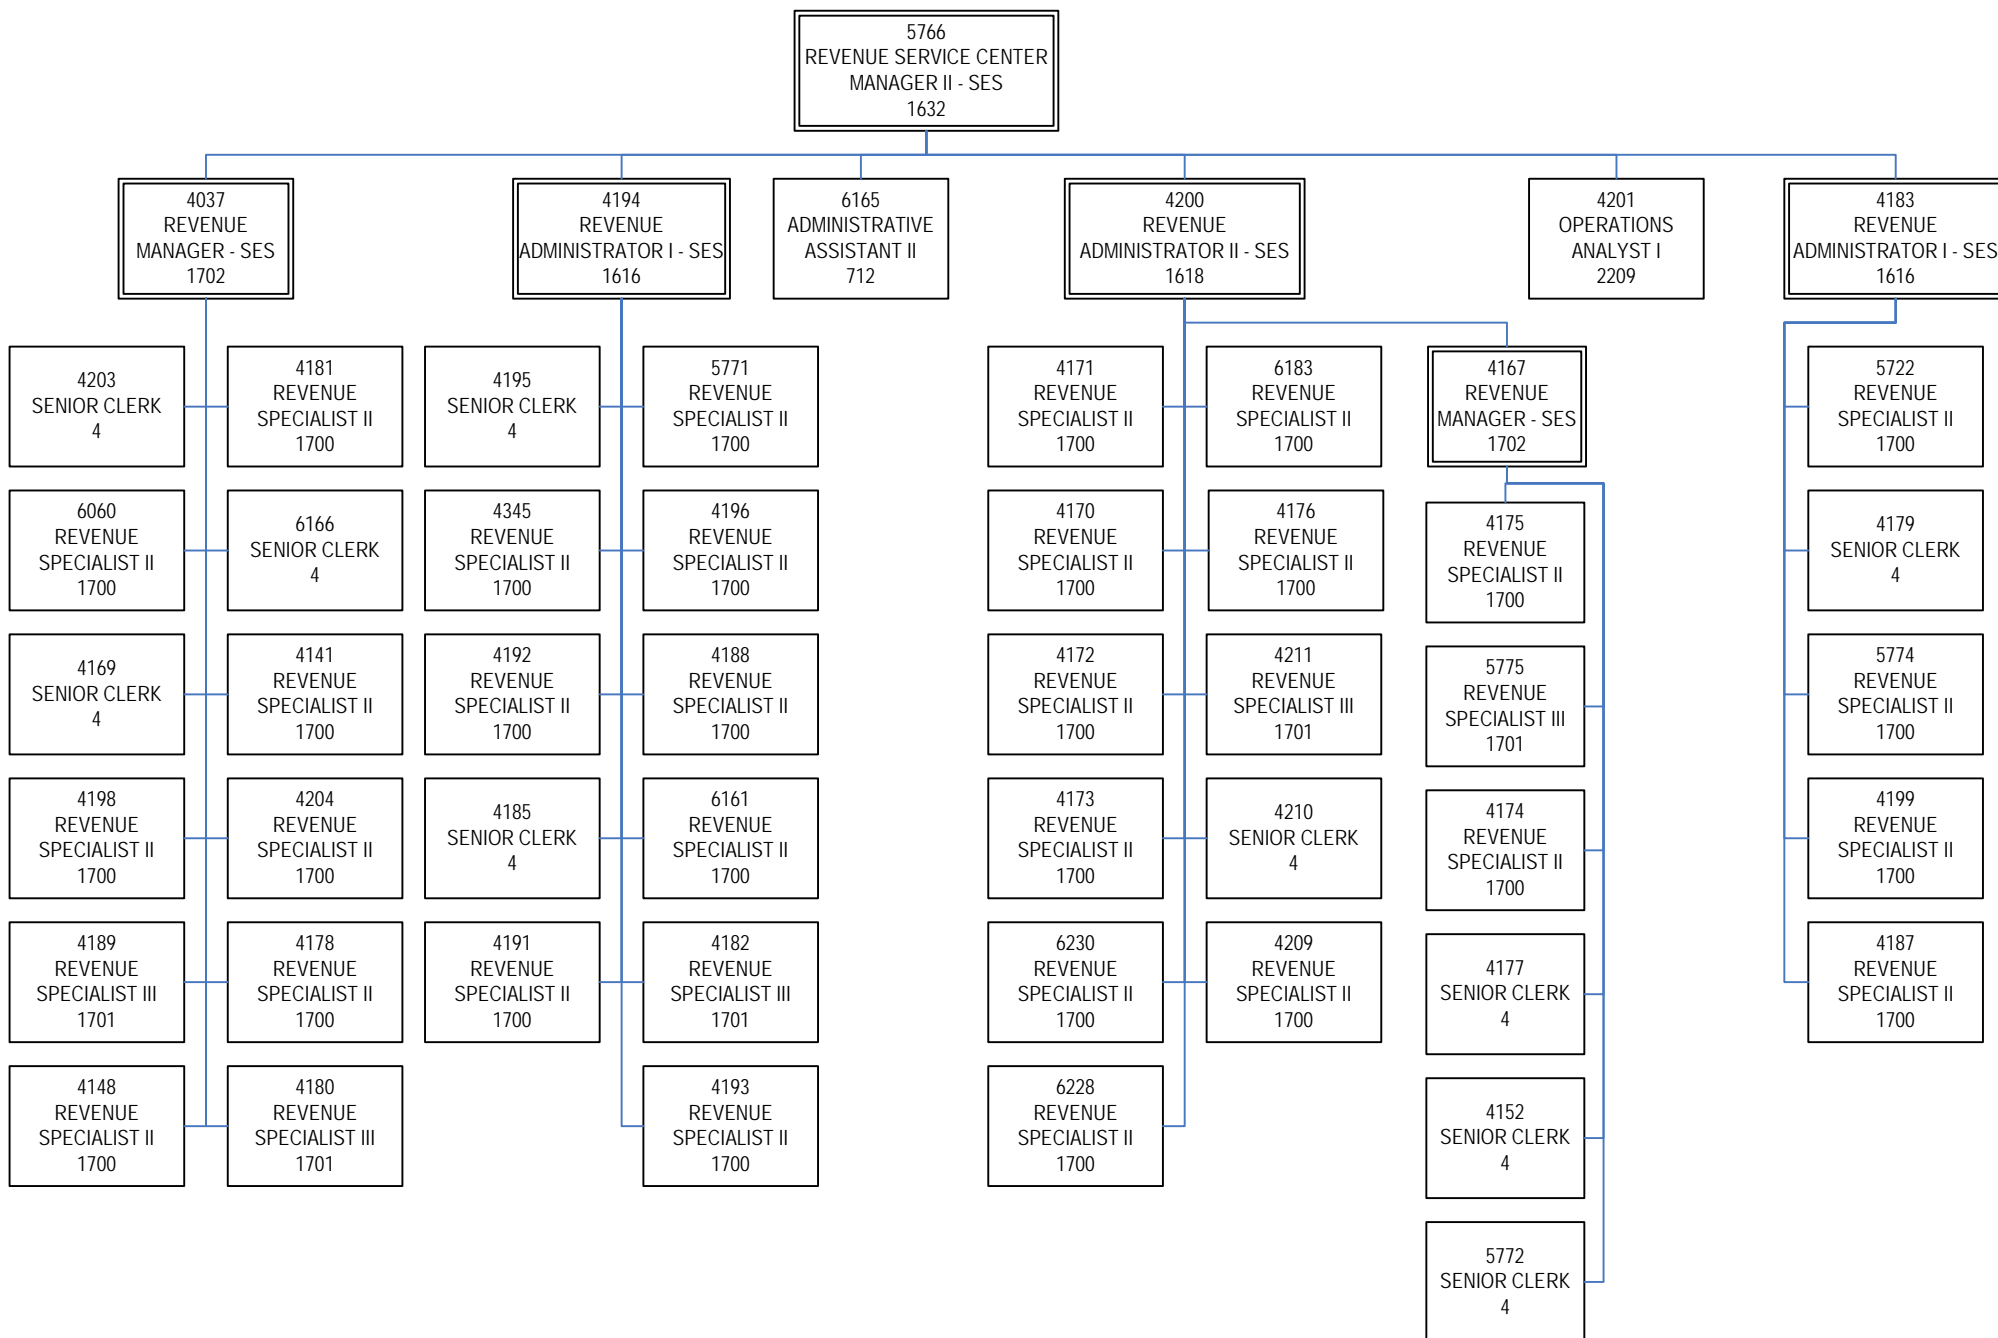 5766
REVENUE SERVICE CENTER
MANAGER II - SES
1632
4037
REVENUE
MANAGER - SES
1702
4194
REVENUE
ADMINISTRATOR I - SES
1616
6165
ADMINISTRATIVE
ASSISTANT II
712
4200
REVENUE
ADMINISTRATOR II - SES
1618
4201
OPERATIONS
ANALYST I
2209
4183
REVENUE
ADMINISTRATOR I - SES
1616
4203
SENIOR CLERK
4
4181
REVENUE
SPECIALIST II
1700
4195
SENIOR CLERK
4
5771
REVENUE
SPECIALIST II
1700
4171
REVENUE
SPECIALIST II
1700
6183
REVENUE
SPECIALIST II
1700
4167
REVENUE
MANAGER - SES
1702
5722
REVENUE
SPECIALIST II
1700
6060
REVENUE
SPECIALIST II
1700
6166
SENIOR CLERK
4
4345
REVENUE
SPECIALIST II
1700
4196
REVENUE
SPECIALIST II
1700
4170
REVENUE
SPECIALIST II
1700
4176
REVENUE
SPECIALIST II
1700
4175
REVENUE
SPECIALIST II
1700
4179
SENIOR CLERK
4
4169
SENIOR CLERK
4
4141
REVENUE
SPECIALIST II
1700
4192
REVENUE
SPECIALIST II
1700
4188
REVENUE
SPECIALIST II
1700
4172
REVENUE
SPECIALIST II
1700
4211
REVENUE
SPECIALIST III
1701
5775
REVENUE
SPECIALIST III
1701
5774
REVENUE
SPECIALIST II
1700
4198
REVENUE
SPECIALIST II
1700
4204
REVENUE
SPECIALIST II
1700
4185
SENIOR CLERK
4
6161
REVENUE
SPECIALIST II
1700
4173
REVENUE
SPECIALIST II
1700
4210
SENIOR CLERK
4
4174
REVENUE
SPECIALIST II
1700
4199
REVENUE
SPECIALIST II
1700
4189
REVENUE
SPECIALIST III
1701
4178
REVENUE
SPECIALIST II
1700
4191
REVENUE
SPECIALIST II
1700
4182
REVENUE
SPECIALIST III
1701
6230
REVENUE
SPECIALIST II
1700
4209
REVENUE
SPECIALIST II
1700
4177
SENIOR CLERK
4
4187
REVENUE
SPECIALIST II
1700
4148
REVENUE
SPECIALIST II
1700
4180
REVENUE
SPECIALIST III
1701
4193
REVENUE
SPECIALIST II
1700
6228
REVENUE
SPECIALIST II
1700
4152
SENIOR CLERK
4
5772
SENIOR CLERK
4